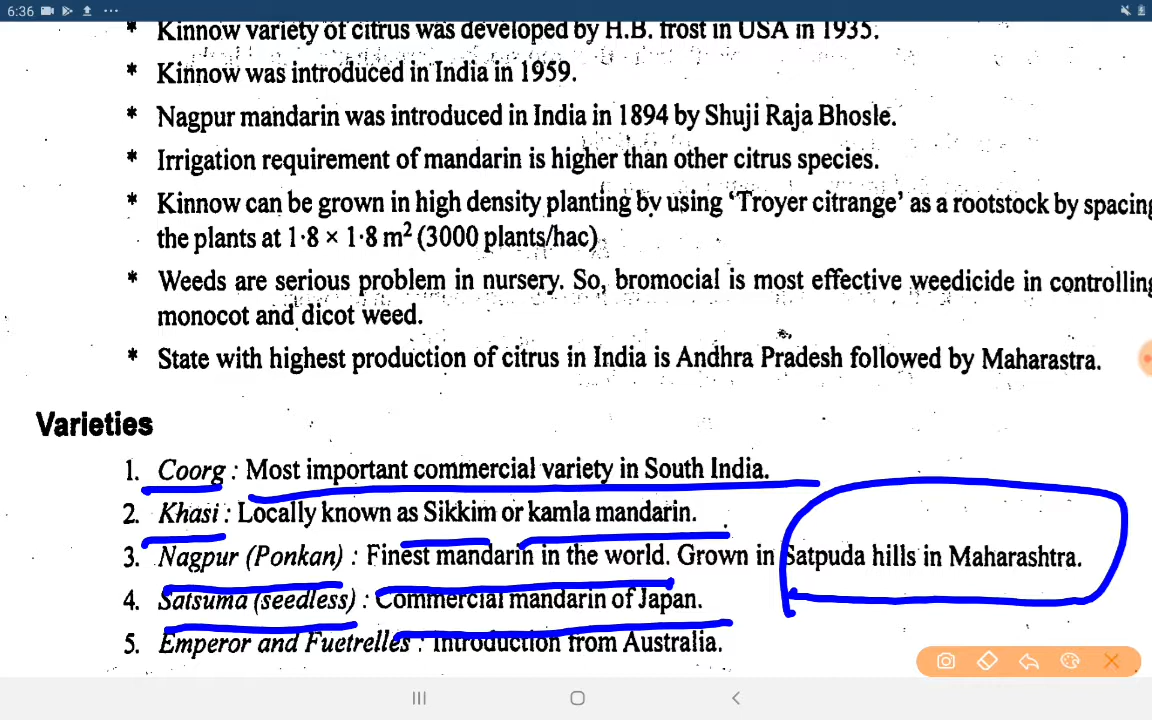 6:36
* Kinnow variety of citrus was developed by H.B. frost in USA in 1935.
* Kinnow was introduced in India in 1959.
* Nagpur mandarin was introduced in India in 1894 by Shuji Raja Bhosle.
* Irrigation requirement of mandarin is higher than other citrus species.
* Kinnow can be grown in high density planting by using ‘Troyer citrange’ as a rootstock by spacing
the plants at 1·8 × 1·8 m² (3000 plants/hac)
* Weeds are serious problem in nursery. So, bromocial is most effective weedicide in controlling
monocot and dicot weed.
* State with highest production of citrus in India is Andhra Pradesh followed by Maharastra.
Varieties
1. Coorg : Most important commercial variety in South India.
2. Khasi : Locally known as Sikkim or kamla mandarin.
3. Nagpur (Ponkan) : Finest mandarin in the world. Grown in Satpuda hills in Maharashtra.
4. Satsuma (seedless) : Commercial mandarin of Japan.
5. Emperor and Fuetrelles : Introduction from Australia.